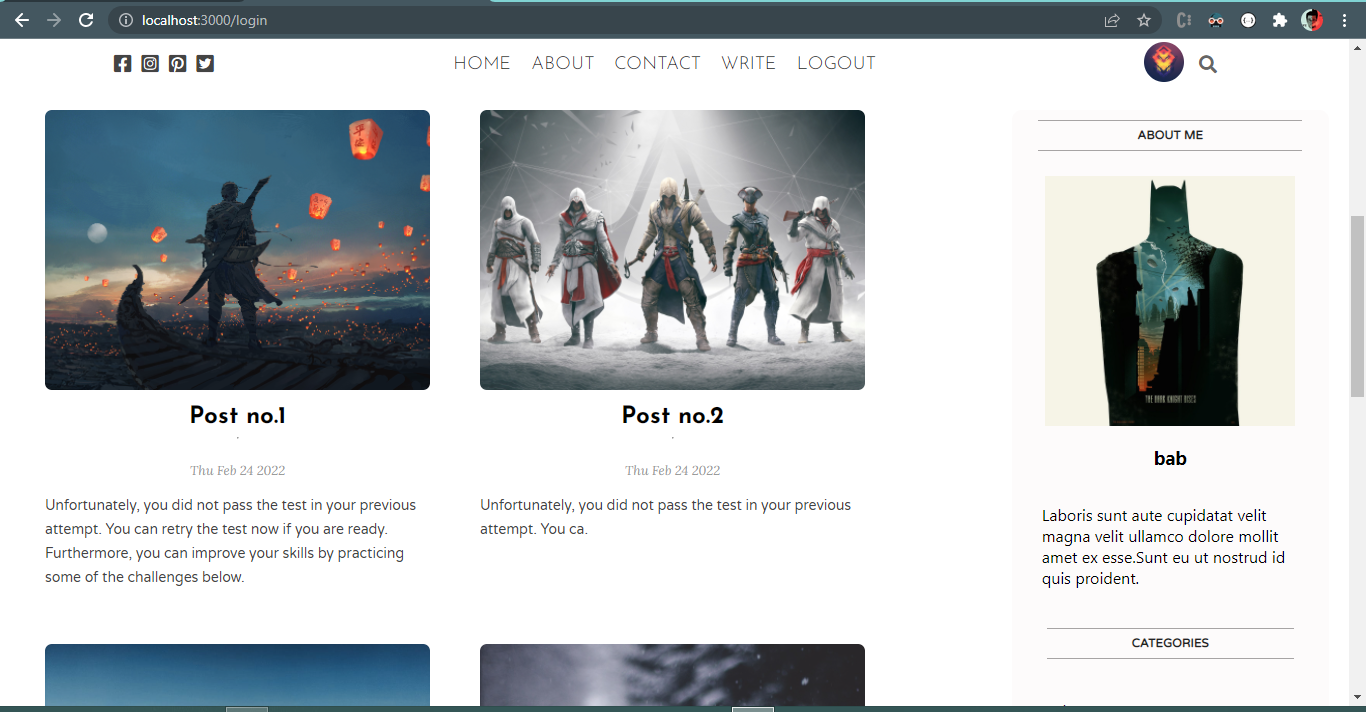 localhost:3000/login
HOME ABOUT CONTACT WRITE LOGOUT
Post no.1
Thu Feb 24 2022
Unfortunately, you did not pass the test in your previous
attempt. You can retry the test now if you are ready.
Furthermore, you can improve your skills by practicing
some of the challenges below.
Post no.2
Thu Feb 24 2022
Unfortunately, you did not pass the test in your previous
attempt. You ca.
ABOUT ME
THE DARK KNIGHT RISES
bab
Laboris sunt aute cupidatat velit
magna velit ullamco dolore mollit
amet ex esse.Sunt eu ut nostrud id
quis proident.
CATEGORIES